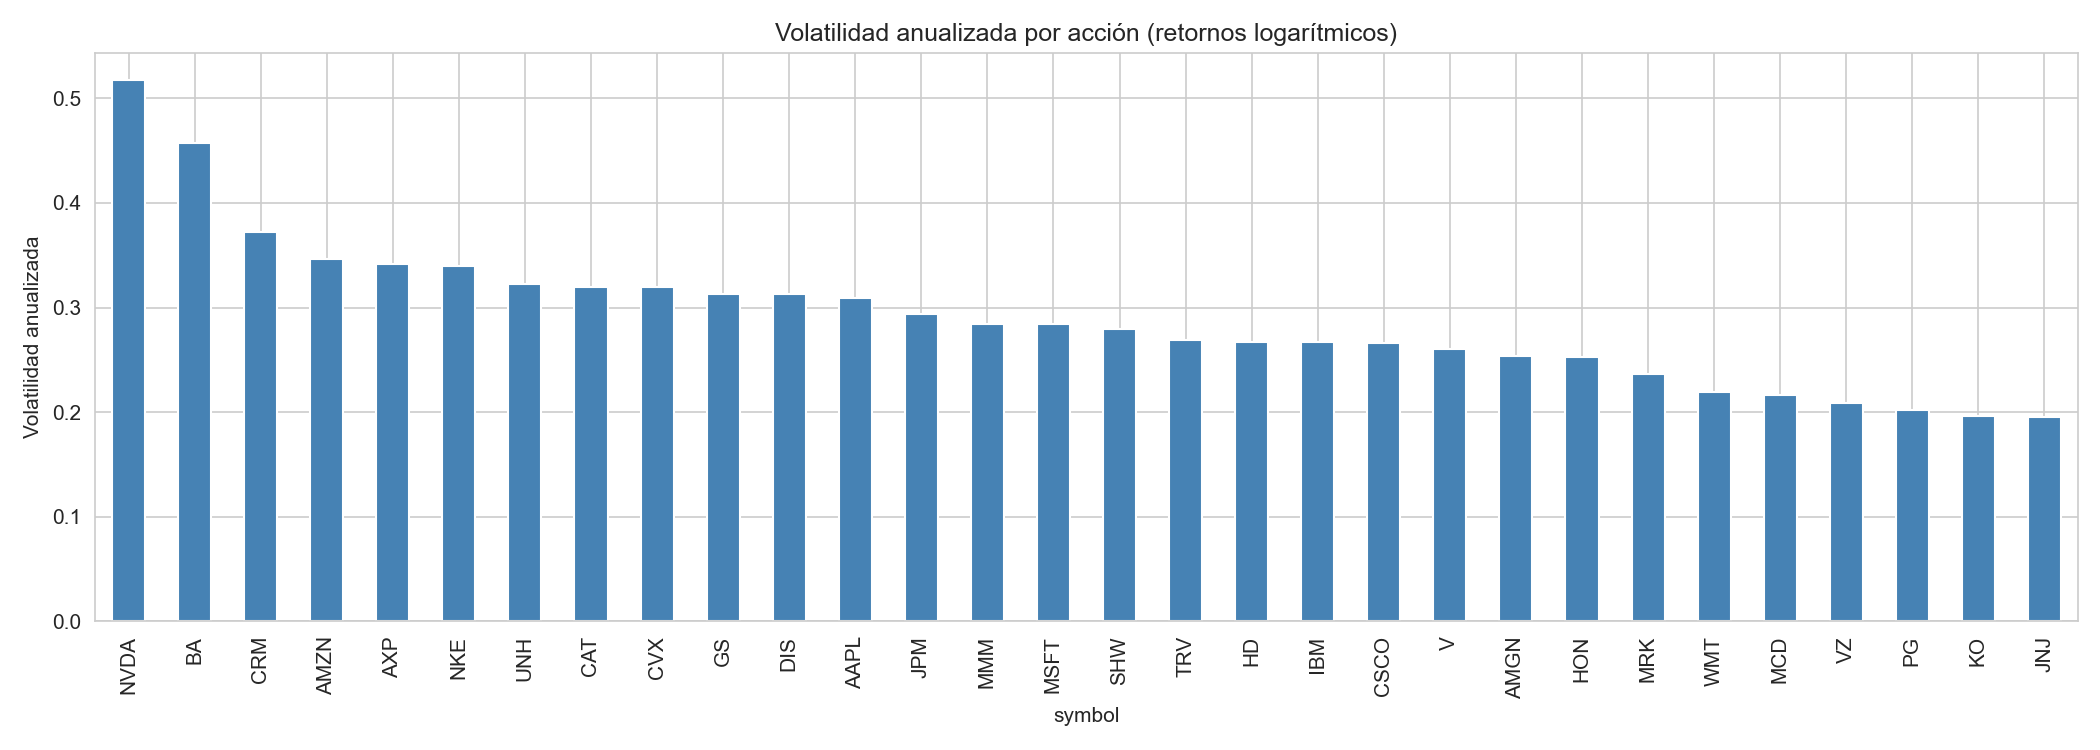 Volatilidad anualizada por acción (retornos logarítmicos)
Volatilidad anualizada
0.5
0.4
0.3
0.2
0.1
0.0
NVDA BA CRM AMZN AXP NKE UNH CAT CVX GS DIS AAPL JPM MMM MSFT SHW TRV HD IBM CSCO V AMGN HON MRK WMT MCD VZ PG KO JNJ
symbol